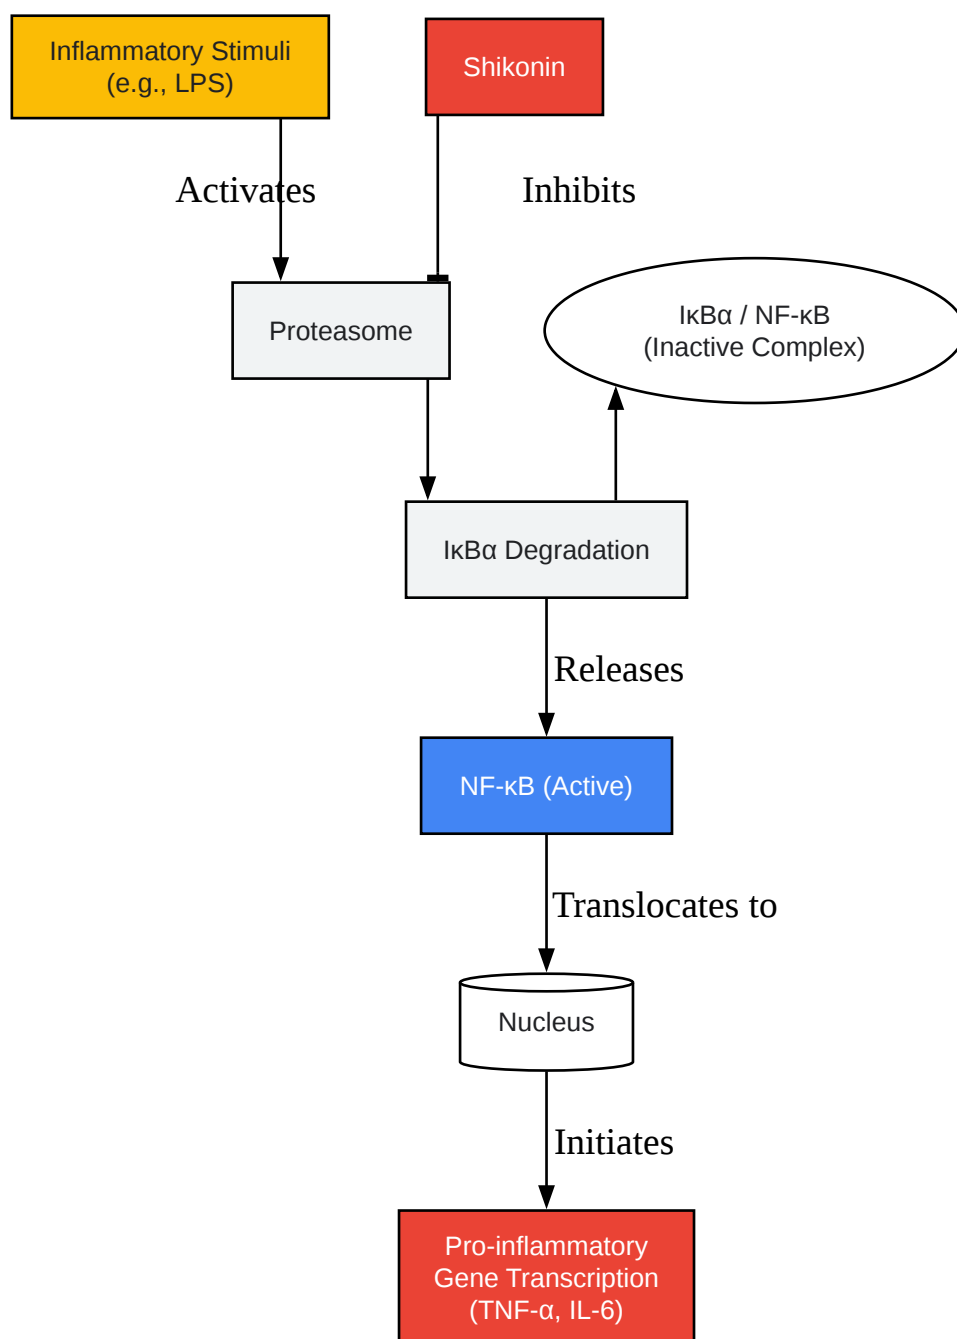 Inflammatory Stimuli
(e.g., LPS)
Shikonin
Activates
Inhibits
Proteasome
IκBα / NF-κB
(Inactive Complex)
IκBα Degradation
Releases
NF-κB (Active)
Translocates to
Nucleus
Initiates
Pro-inflammatory
Gene Transcription
(TNF-α, IL-6)